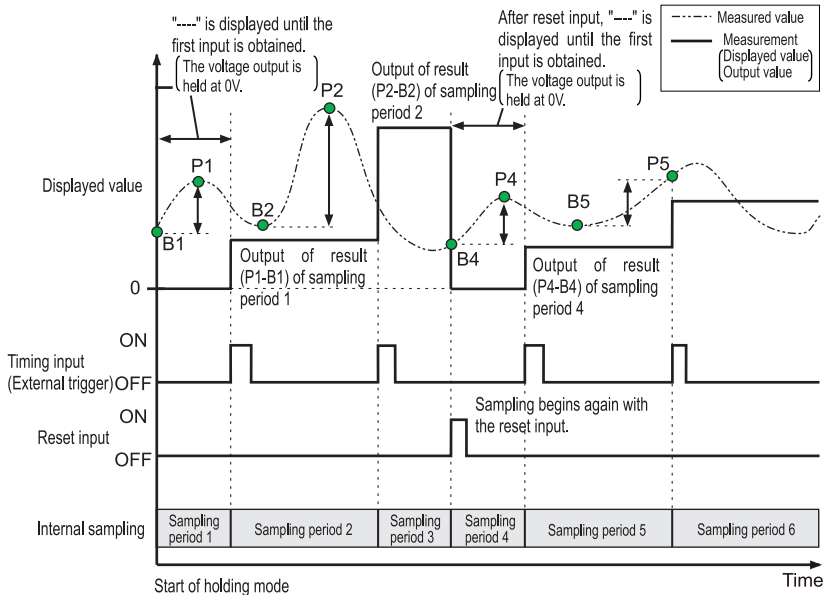 "----" is displayed until the
first input is obtained.
The voltage output is
held at 0V.
After reset input, "----" is
displayed until the first
input is obtained.
The voltage output is
held at 0V.
Measured value
Measurement
Displayed value
Output value
P2
Output of result
(P2-B2) of sampling
period 2
P1
P4
P5
Displayed value
B2
B5
B1
B4
Output of result
(P1-B1) of sampling
period 1
Output of result
(P4-B4) of sampling
period 4
0
ON
Timing input
(External trigger)
OFF
ON
Sampling begins again with
the reset input.
Reset input
OFF
Internal sampling
Sampling
period 1
Sampling period 2
Sampling
period 3
Sampling
period 4
Sampling period 5
Sampling period 6
Start of holding mode
Time